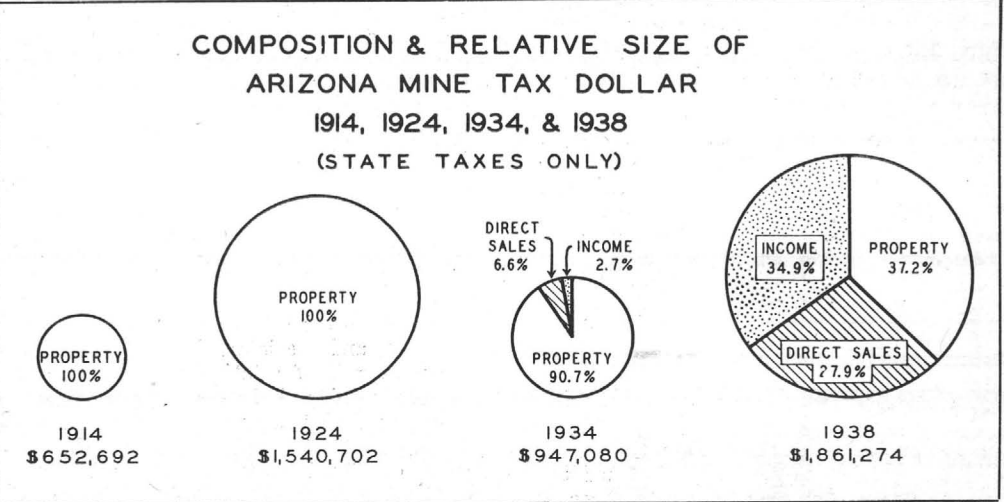 COMPOSITION & RELATIVE SIZE OF
ARIZONA MINE TAX DOLLAR
1914, 1924, 1934, & 1938
(STATE TAXES ONLY)
PROPERTY
100%
1914
$652,692
PROPERTY
100%
1924
$1,540,702
DIRECT
SALES
6.6%
INCOME
2.7%
PROPERTY
90.7%
1934
$947,080
INCOME
34.9%
PROPERTY
37.2%
DIRECT SALES
27.9%
1938
$1,861,274